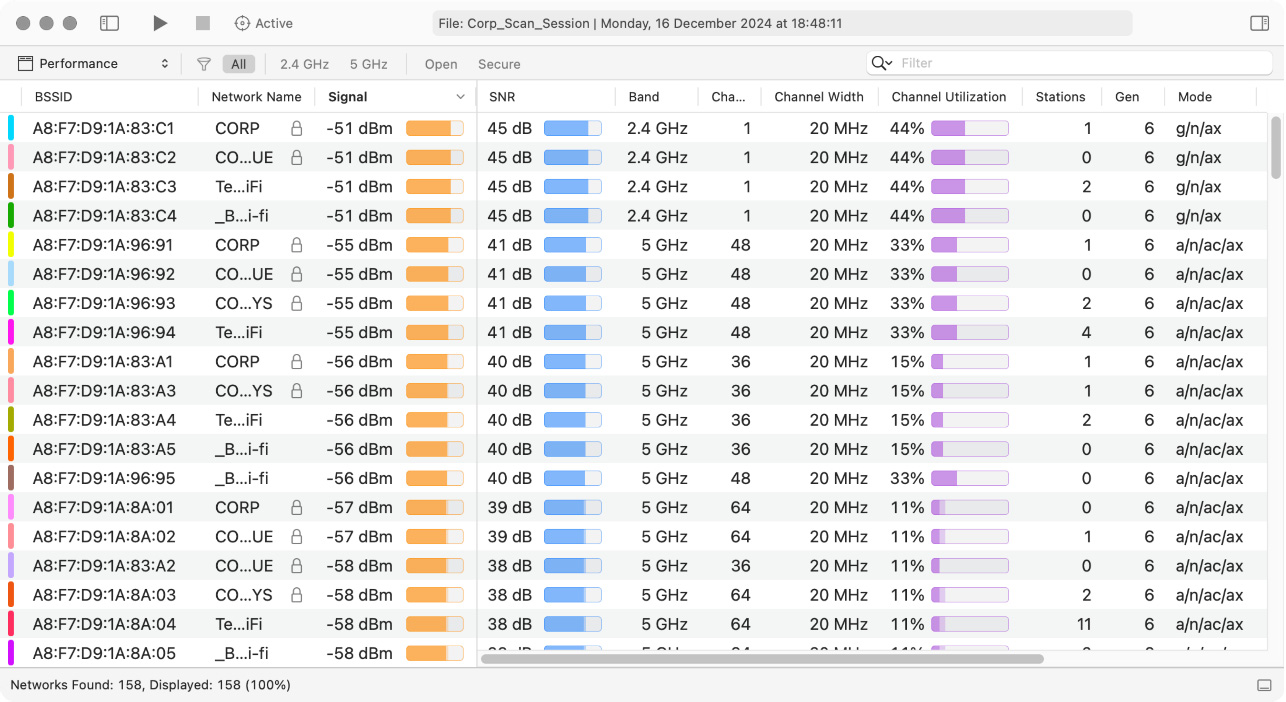 Active
File: Corp_Scan_Session | Monday, 16 December 2024 at 18:48:11
Performance All 2.4 GHz 5 GHz Open Secure Filter
BSSID Network Name Signal SNR Band Cha... Channel Width Channel Utilization Stations Gen Mode
A8:F7:D9:1A:83:C1 CORP -51 dBm 45 dB 2.4 GHz 1 20 MHz 44% 1 6 g/n/ax
A8:F7:D9:1A:83:C2 CO...UE -51 dBm 45 dB 2.4 GHz 1 20 MHz 44% 0 6 g/n/ax
A8:F7:D9:1A:83:C3 Te...iFi -51 dBm 45 dB 2.4 GHz 1 20 MHz 44% 2 6 g/n/ax
A8:F7:D9:1A:83:C4 _B...i-fi -51 dBm 45 dB 2.4 GHz 1 20 MHz 44% 0 6 g/n/ax
A8:F7:D9:1A:96:91 CORP -55 dBm 41 dB 5 GHz 48 20 MHz 33% 1 6 a/n/ac/ax
A8:F7:D9:1A:96:92 CO...UE -55 dBm 41 dB 5 GHz 48 20 MHz 33% 0 6 a/n/ac/ax
A8:F7:D9:1A:96:93 CO...YS -55 dBm 41 dB 5 GHz 48 20 MHz 33% 2 6 a/n/ac/ax
A8:F7:D9:1A:96:94 Te...iFi -55 dBm 41 dB 5 GHz 48 20 MHz 33% 4 6 a/n/ac/ax
A8:F7:D9:1A:83:A1 CORP -56 dBm 40 dB 5 GHz 36 20 MHz 15% 1 6 a/n/ac/ax
A8:F7:D9:1A:83:A3 CO...YS -56 dBm 40 dB 5 GHz 36 20 MHz 15% 1 6 a/n/ac/ax
A8:F7:D9:1A:83:A4 Te...iFi -56 dBm 40 dB 5 GHz 36 20 MHz 15% 2 6 a/n/ac/ax
A8:F7:D9:1A:83:A5 _B...i-fi -56 dBm 40 dB 5 GHz 36 20 MHz 15% 0 6 a/n/ac/ax
A8:F7:D9:1A:96:95 _B...i-fi -56 dBm 40 dB 5 GHz 48 20 MHz 33% 0 6 a/n/ac/ax
A8:F7:D9:1A:8A:01 CORP -57 dBm 39 dB 5 GHz 64 20 MHz 11% 0 6 a/n/ac/ax
A8:F7:D9:1A:8A:02 CO...UE -57 dBm 39 dB 5 GHz 64 20 MHz 11% 1 6 a/n/ac/ax
A8:F7:D9:1A:83:A2 CO...UE -58 dBm 38 dB 5 GHz 36 20 MHz 11% 0 6 a/n/ac/ax
A8:F7:D9:1A:8A:03 CO...YS -58 dBm 38 dB 5 GHz 64 20 MHz 11% 2 6 a/n/ac/ax
A8:F7:D9:1A:8A:04 Te...iFi -58 dBm 38 dB 5 GHz 64 20 MHz 11% 11 6 a/n/ac/ax
A8:F7:D9:1A:8A:05 _B...i-fi -58 dBm
Networks Found: 158, Displayed: 158 (100%)